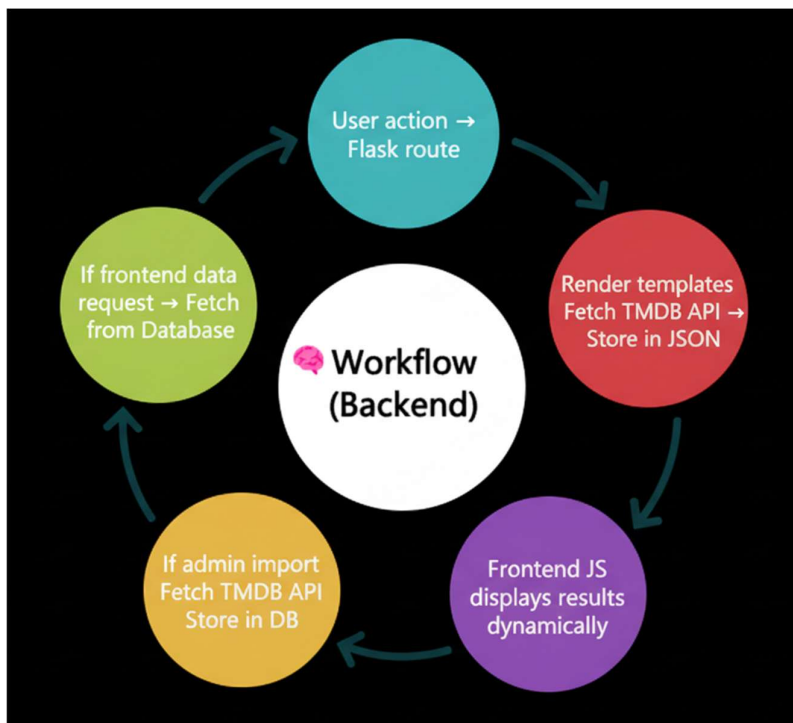 User action →
Flask route
Render templates
Fetch TMDB API →
Store in JSON
Frontend JS
displays results
dynamically
If admin import
Fetch TMDB API
Store in DB
If frontend data
request → Fetch
from Database
🧠 Workflow
(Backend)